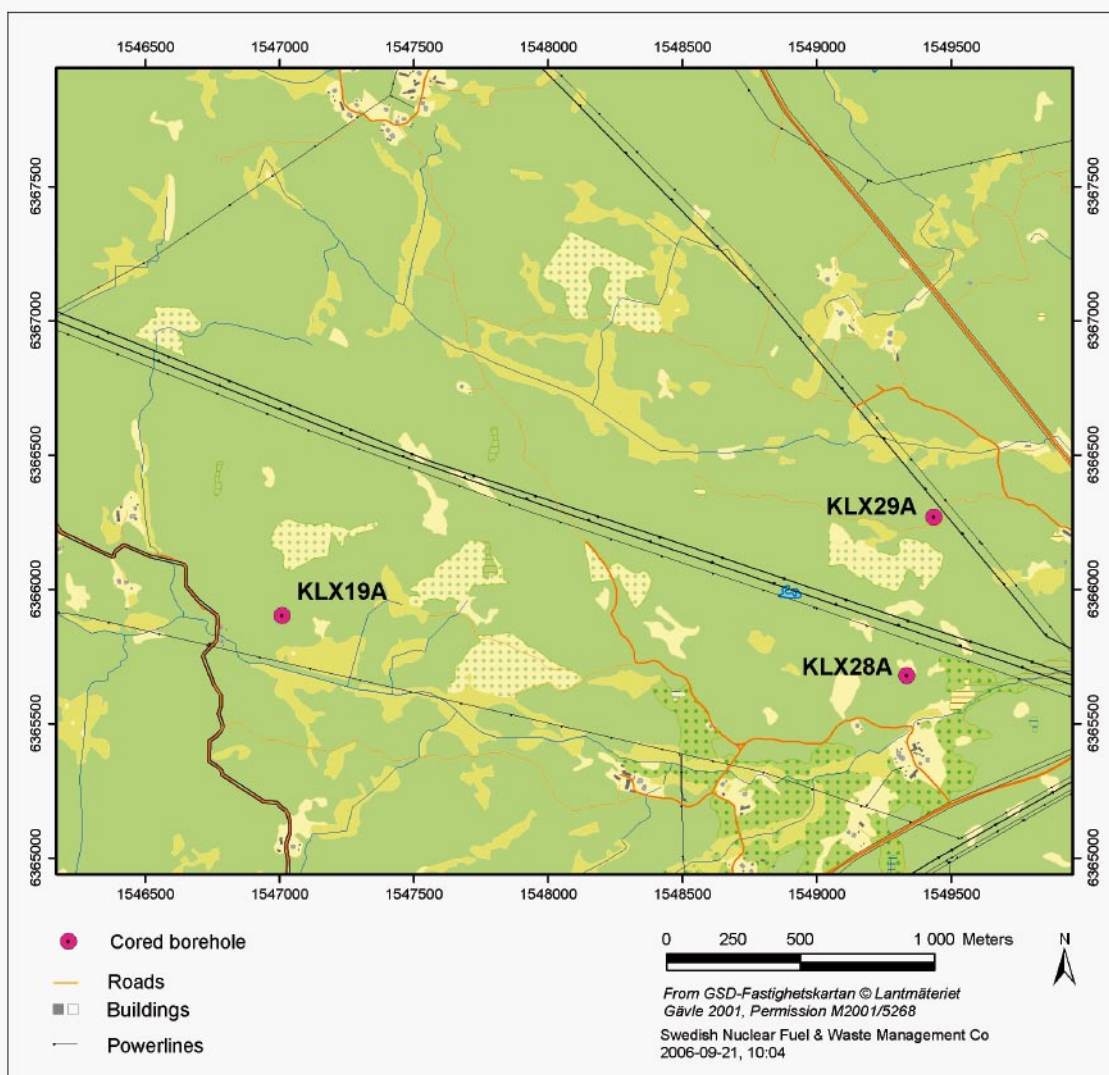 1546500 1547000 1547500 1548000 1548500 1549000 1549500
6367500 6367500
6367000 6367000
6366500 6366500
KLX29A
6366000 6366000
KLX19A
KLX28A
6365500 6365500
6365000 6365000
1546500 1547000 1547500 1548000 1548500 1549000 1549500
Cored borehole
Roads
Buildings
Powerlines
0 250 500 1 000 Meters
N
From GSD-Fastighetskartan © Lantmäteriet
Gävle 2001, Permission M2001/5268
Swedish Nuclear Fuel & Waste Management Co
2006-09-21, 10:04